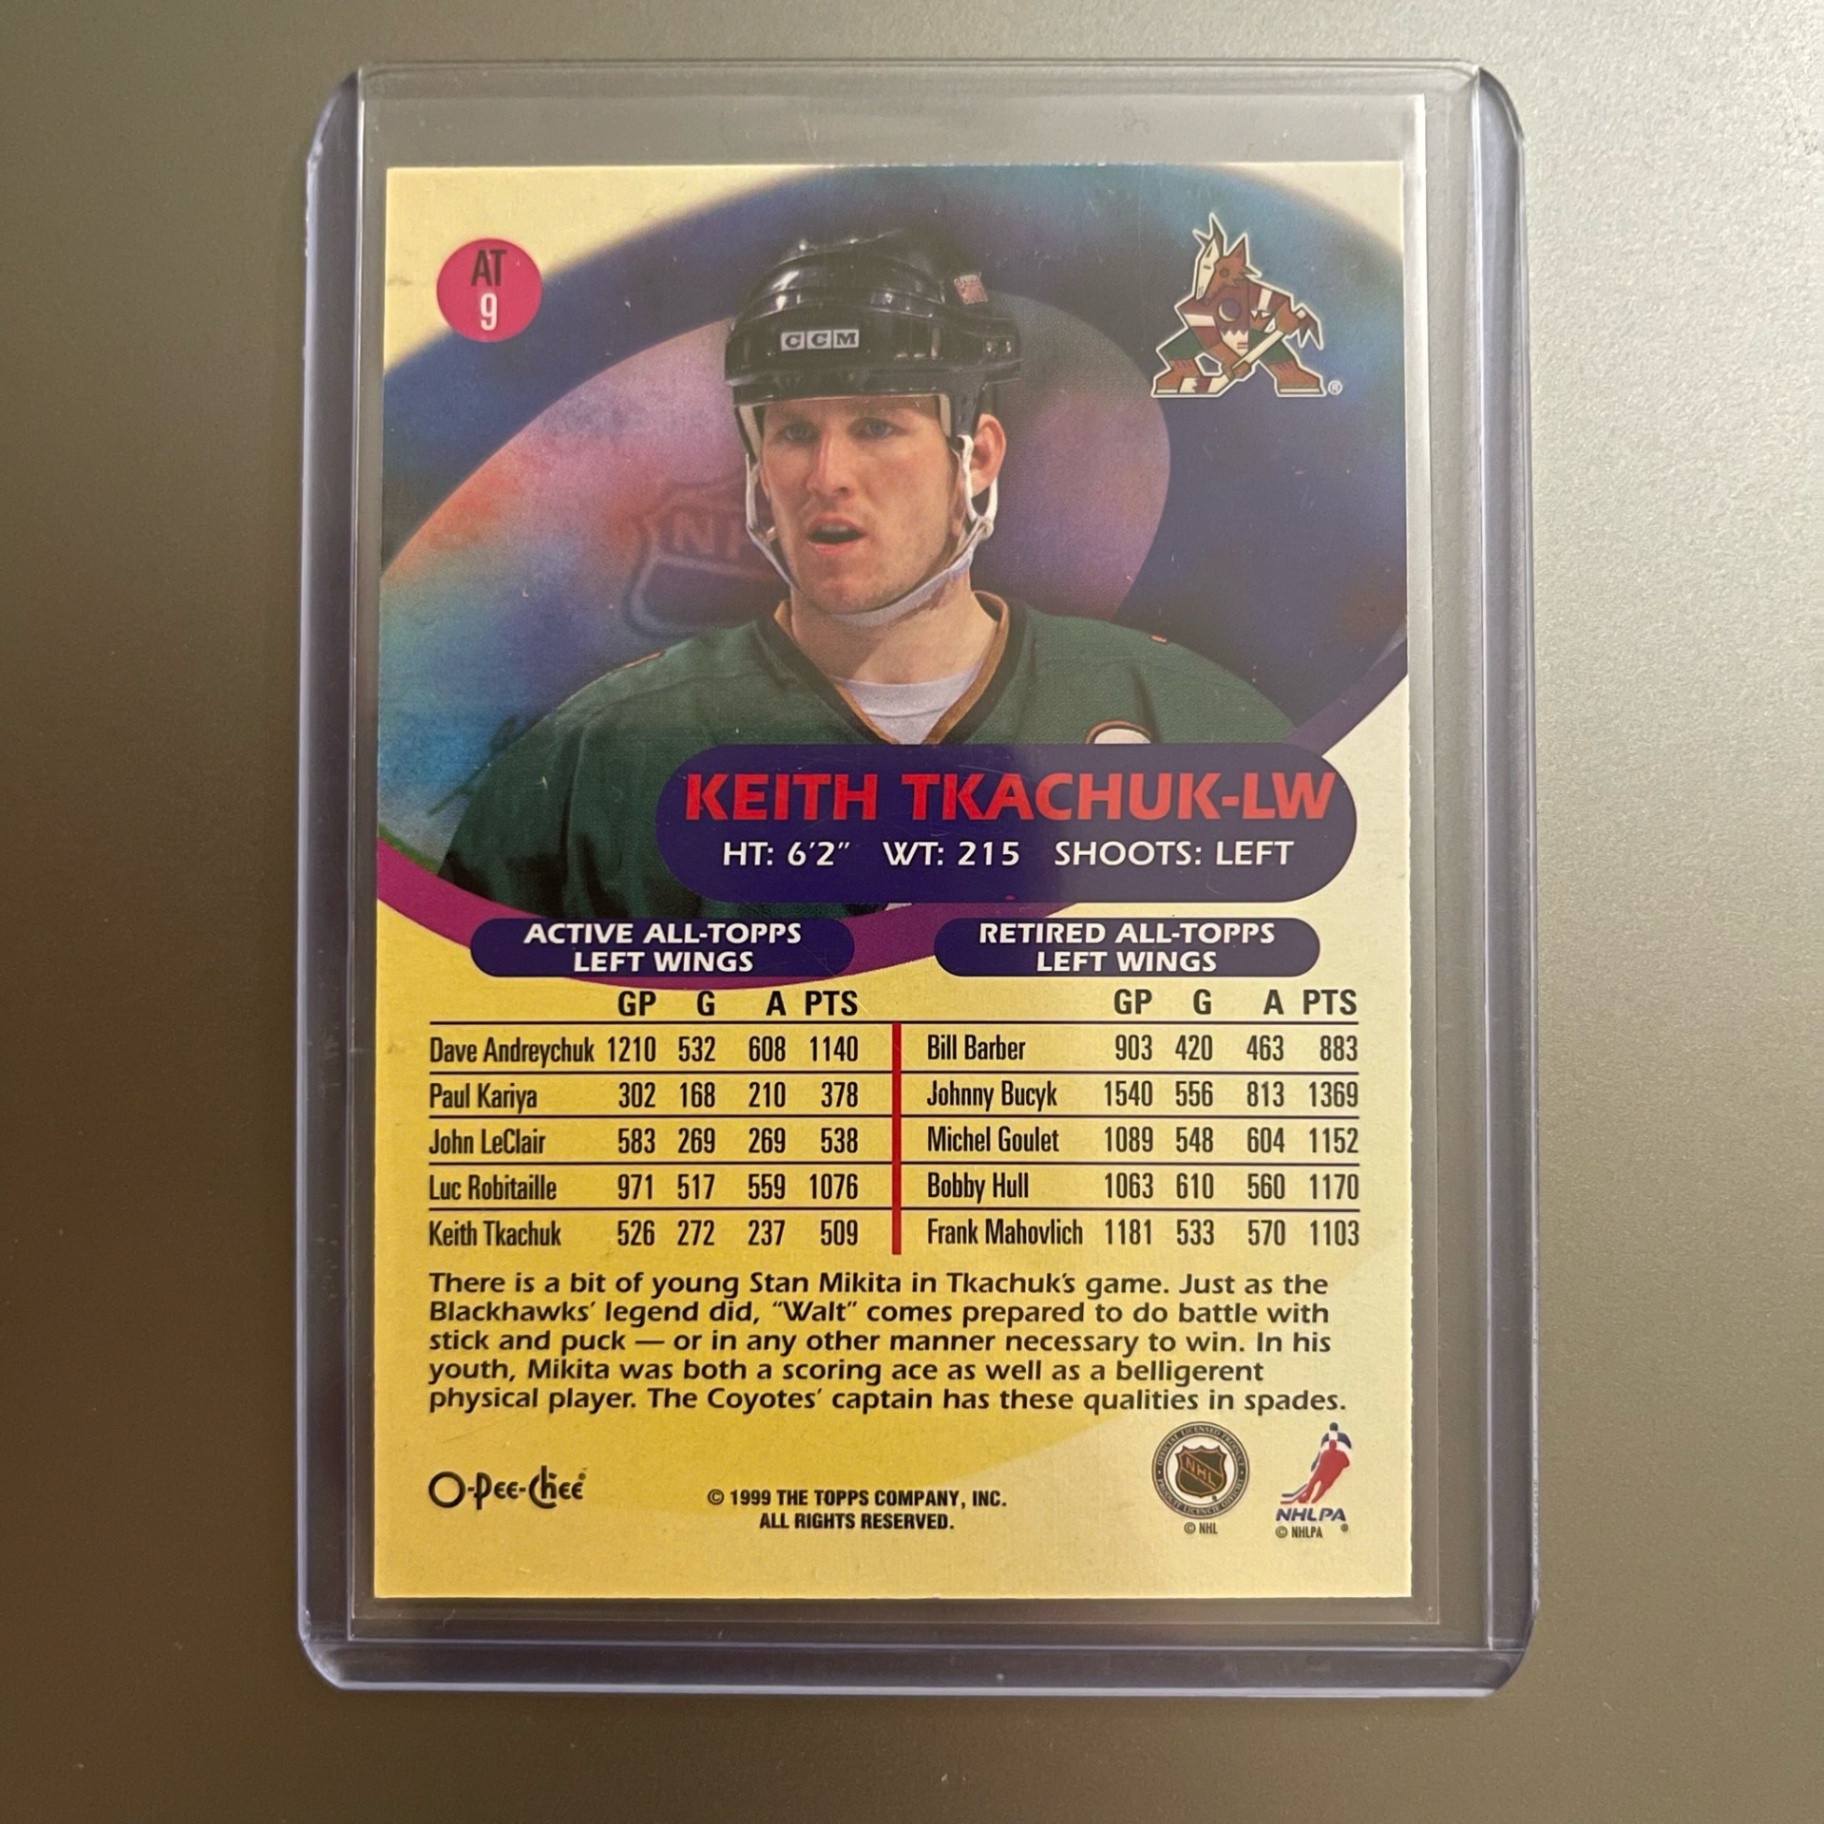 AT
9
CCM
®
KEITH TKACHUK-LW
HT: 6'2" WT: 215 SHOOTS: LEFT
ACTIVE ALL-TOPPS
LEFT WINGS
GP G A PTS
Dave Andreychuk 1210 532 608 1140
Paul Kariya 302 168 210 378
John LeClair 583 269 269 538
Luc Robitaille 971 517 559 1076
Keith Tkachuk 526 272 237 509
RETIRED ALL-TOPPS
LEFT WINGS
GP G A PTS
Bill Barber 903 420 463 883
Johnny Bucyk 1540 556 813 1369
Michel Goulet 1089 548 604 1152
Bobby Hull 1063 610 560 1170
Frank Mahovlich 1181 533 570 1103
There is a bit of young Stan Mikita in Tkachuk's game. Just as the
Blackhawks' legend did, "Walt" comes prepared to do battle with
stick and puck — or in any other manner necessary to win. In his
youth, Mikita was both a scoring ace as well as a belligerent
physical player. The Coyotes' captain has these qualities in spades.
O-Pee-Chee®
© 1999 THE TOPPS COMPANY, INC.
ALL RIGHTS RESERVED.
NHL
© NHL
NHLPA
© NHLPA ®